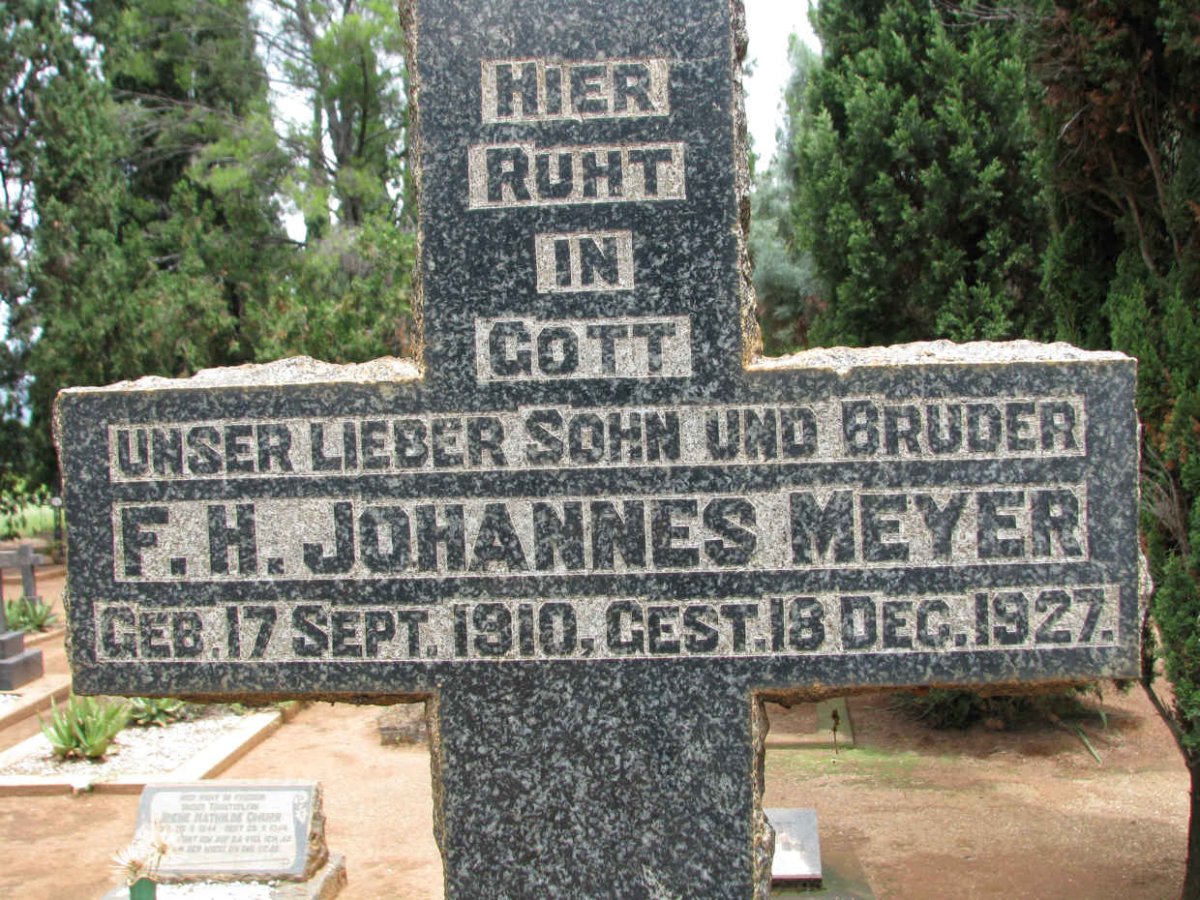 HIER
RUHT
IN
GOTT
UNSER LIEBER SOHN UND BRUDER
F. H. JOHANNES MEYER
GEB. 17 SEPT. 1910, GEST. 18 DEC. 1927.